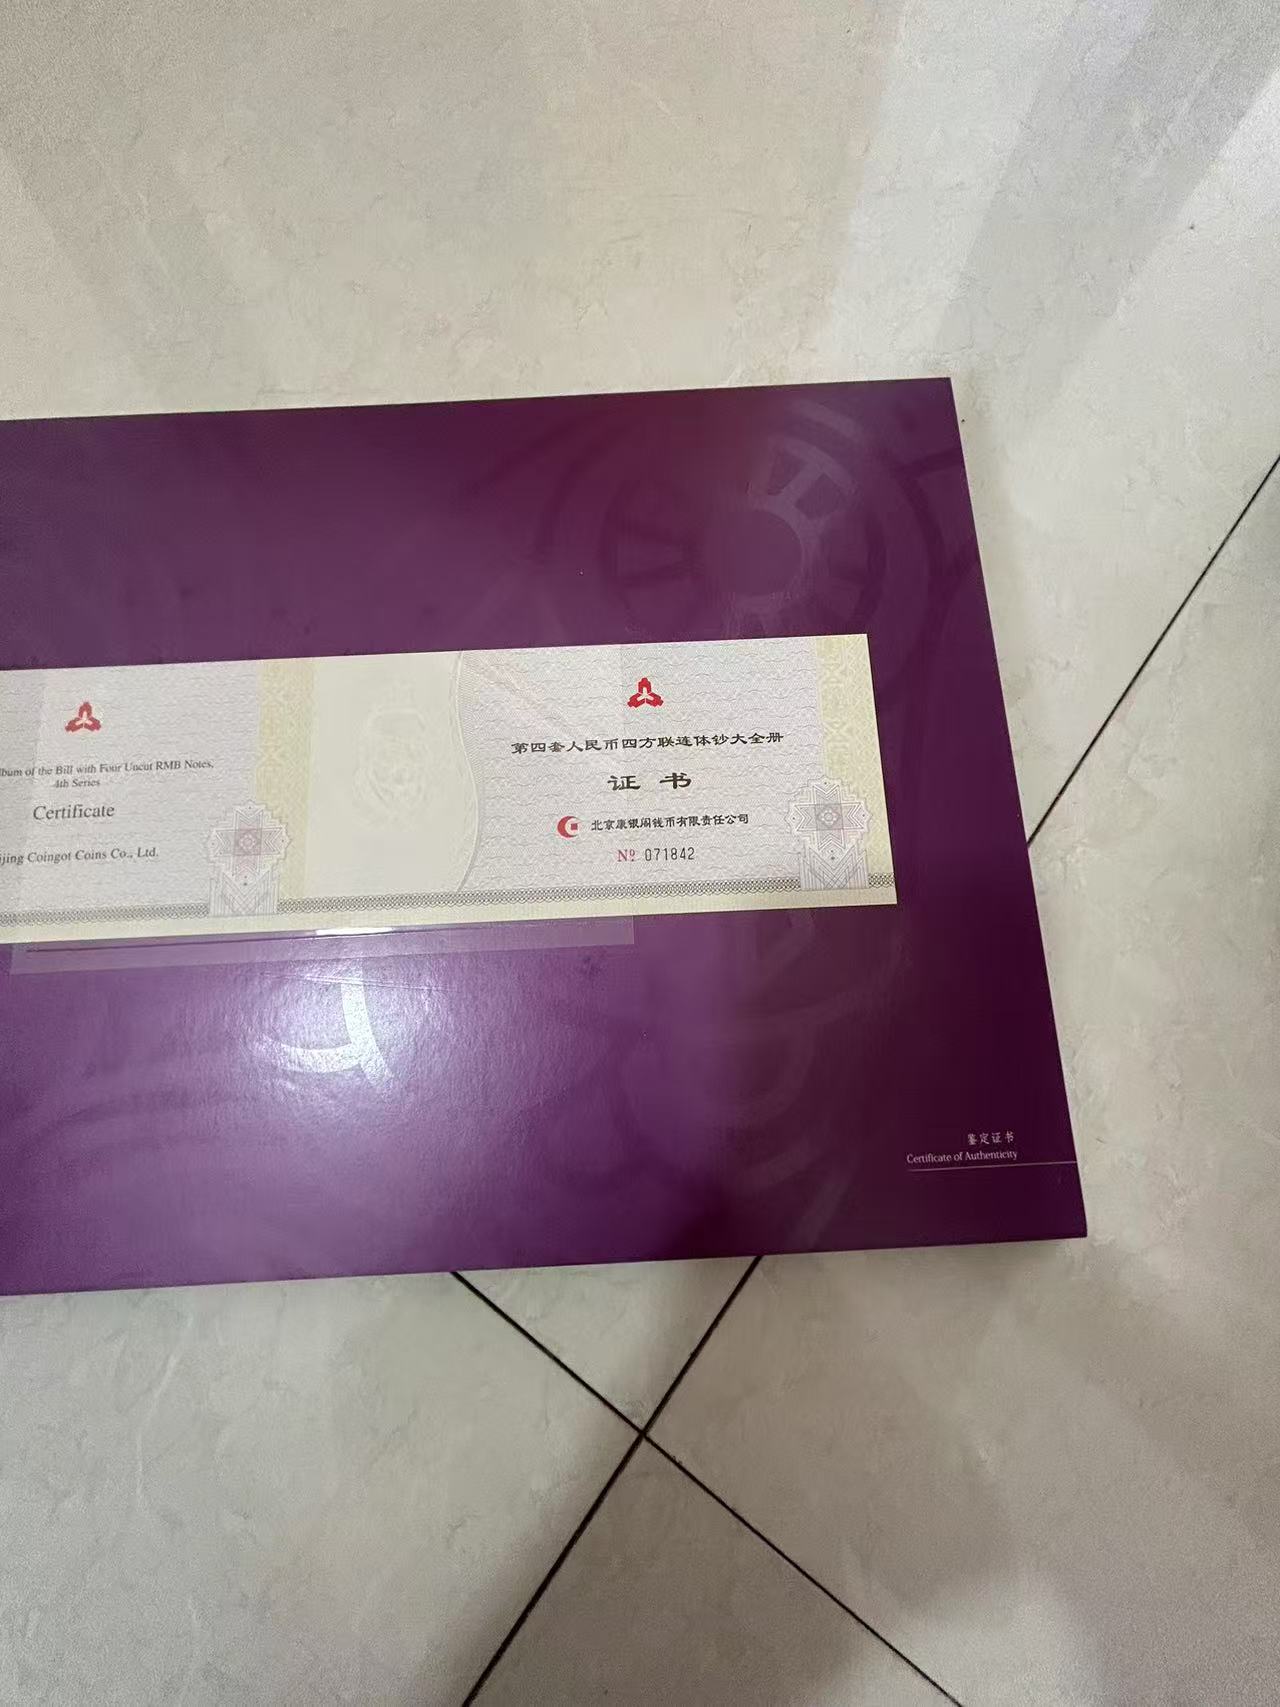 lbum of the Bill with Four Uncut RMB Notes,
4th Series
Certificate
ijing Coingot Coins Co., Ltd.
第四套人民币四方联连体钞大全册
证书
北京康银阁钱币有限责任公司
№ 071842
鉴定证书
Certificate of Authenticity